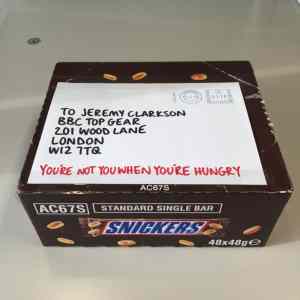 TO JEREMY CLARKSON
BBC TOP GEAR
201 WOOD LANE
LONDON
W12 7TQ
YOU'RE NOT YOU WHEN YOU'RE HUNGRY
AC67S
AC67S STANDARD SINGLE BAR
SNICKERS
48x48g e